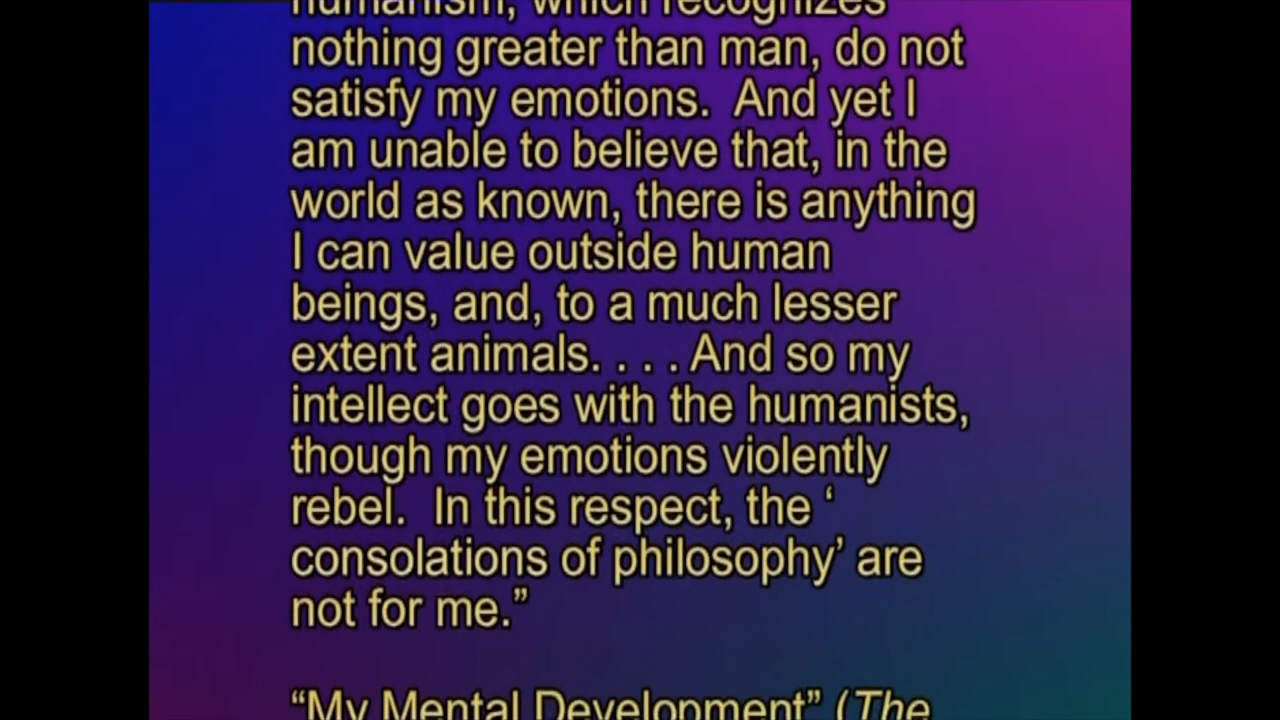 humanism, which recognizes
nothing greater than man, do not
satisfy my emotions.  And yet I
am unable to believe that, in the
world as known, there is anything
I can value outside human
beings, and, to a much lesser
extent animals. . . . And so my
intellect goes with the humanists,
though my emotions violently
rebel.  In this respect, the ‘
consolations of philosophy’ are
not for me.”
“My Mental Development” (The